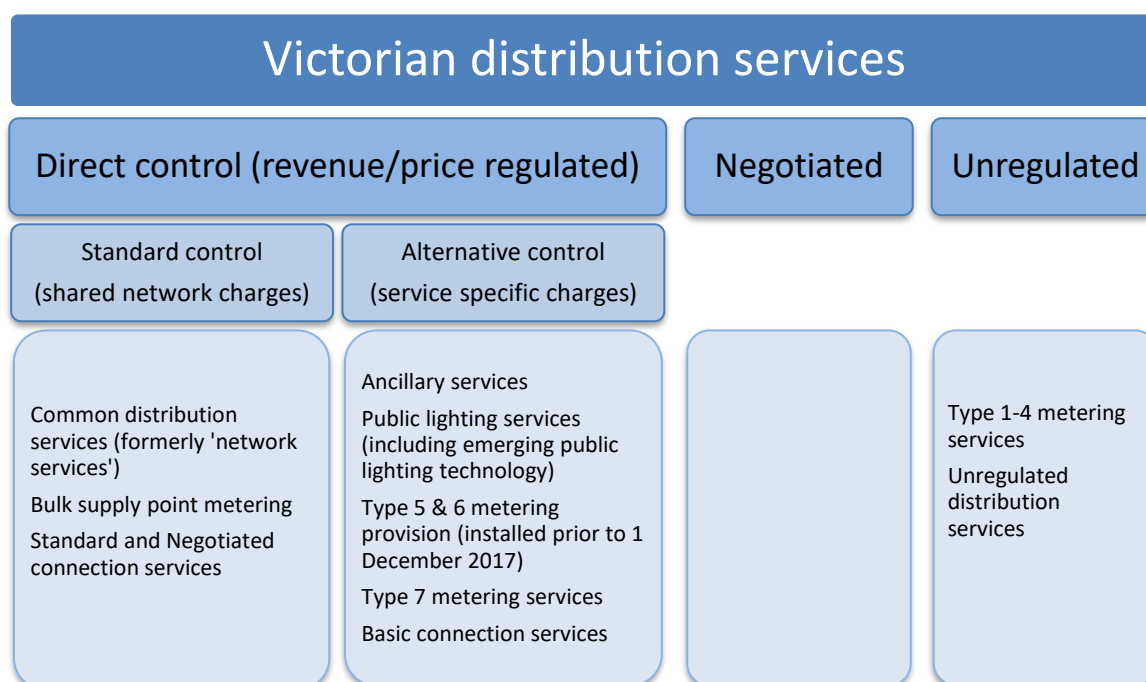 Victorian distribution services
Direct control (revenue/price regulated)
Negotiated
Unregulated
Standard control
(shared network charges)
Alternative control
(service specific charges)
Common distribution
services (formerly 'network
services')
Bulk supply point metering
Standard and Negotiated
connection services
Ancillary services
Public lighting services
(including emerging public
lighting technology)
Type 5 & 6 metering
provision (installed prior to 1
December 2017)
Type 7 metering services
Basic connection services
Type 1-4 metering
services
Unregulated
distribution
services